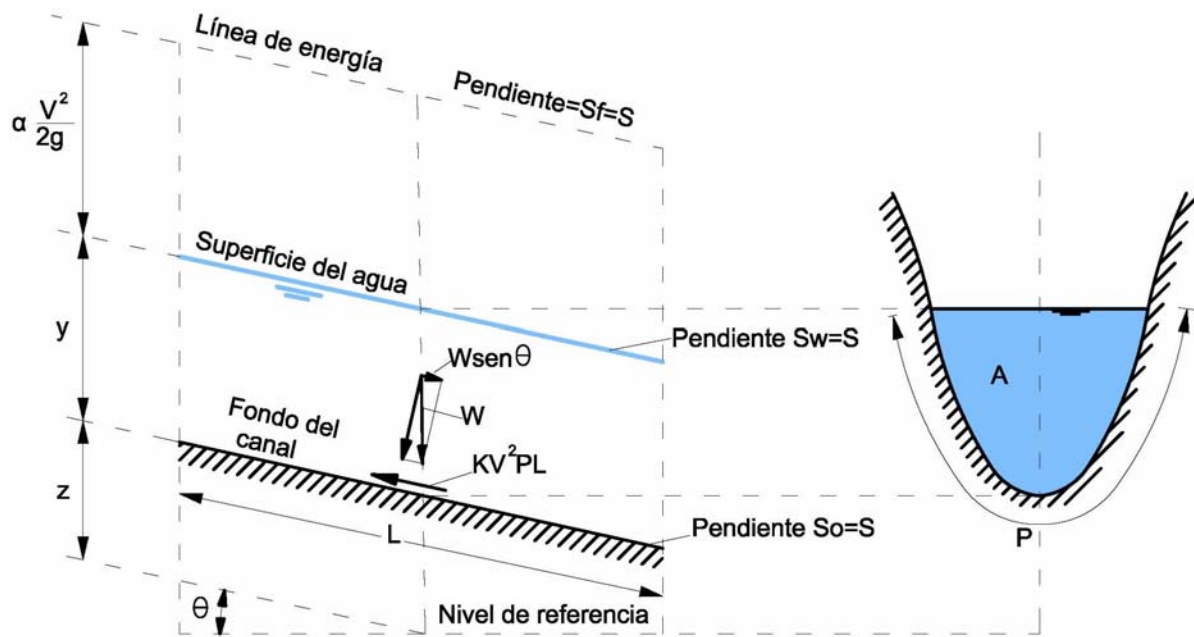 Línea de energía
Pendiente=Sf=S
α V²
2g
Superficie del agua
y
Pendiente Sw=S
Wsenθ
A
W
Fondo del
canal
KV²PL
z
Pendiente So=S
L
P
θ
Nivel de referencia